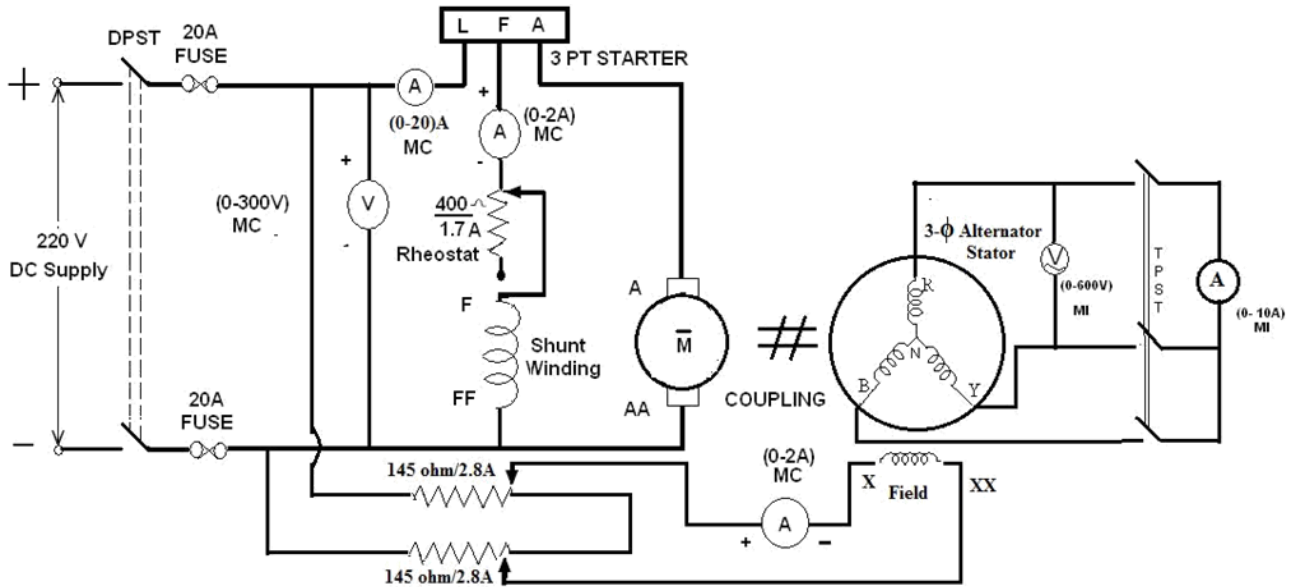 L F A
3 PT STARTER
DPST
20A
FUSE
+
A
(0-20)A
MC
+
A
-
(0-2A)
MC
(0-300V)
MC
+
V
-
400
1.7 A
Rheostat
220 V
DC Supply
F
Shunt
Winding
FF
A
M
AA
COUPLING
3-ϕ Alternator
Stator
R
N
B
Y
V
(0-600V)
MI
TPST
A
(0-10A)
MI
20A
FUSE
−
145 ohm/2.8A
145 ohm/2.8A
(0-2A)
MC
A
+
−
X
Field
XX